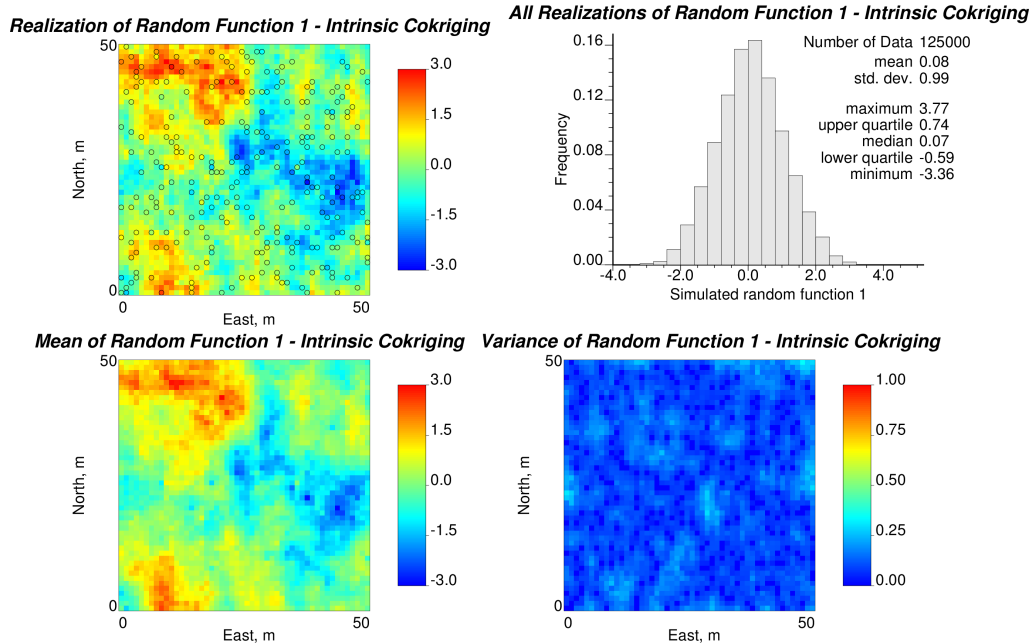 Realization of Random Function 1 - Intrinsic Cokriging
50
North, m
0
0
50
East, m
3.0
1.5
0.0
-1.5
-3.0
All Realizations of Random Function 1 - Intrinsic Cokriging
Frequency
0.16
0.12
0.08
0.04
0.00
-4.0
-2.0
0.0
2.0
4.0
Simulated random function 1
Number of Data 125000
mean 0.08
std. dev. 0.99
maximum 3.77
upper quartile 0.74
median 0.07
lower quartile -0.59
minimum -3.36
Mean of Random Function 1 - Intrinsic Cokriging
50
North, m
0
0
50
East, m
3.0
1.5
0.0
-1.5
-3.0
Variance of Random Function 1 - Intrinsic Cokriging
50
North, m
0
0
50
East, m
1.00
0.75
0.50
0.25
0.00